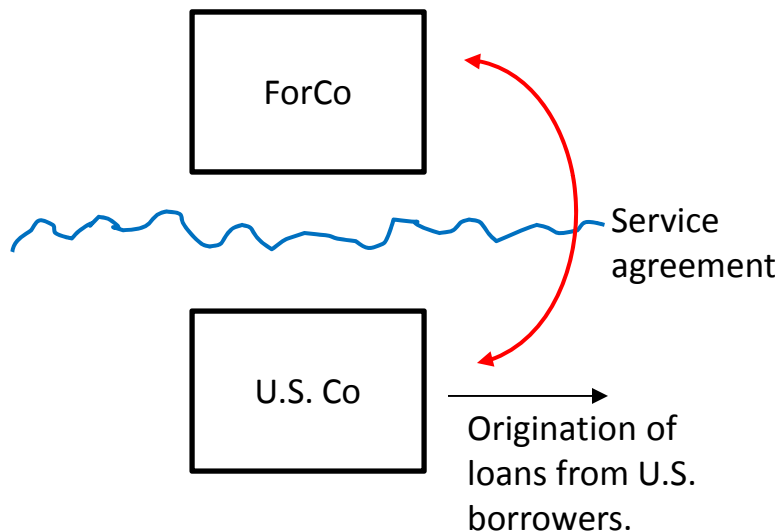 ForCo
Service
agreement
U.S. Co
Origination of
loans from U.S.
borrowers.